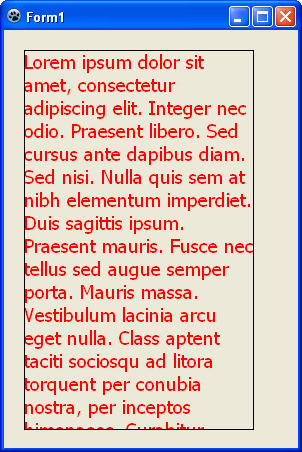 Form1
Lorem ipsum dolor sit
amet, consectetur
adipiscing elit. Integer nec
odio. Praesent libero. Sed
cursus ante dapibus diam.
Sed nisi. Nulla quis sem at
nibh elementum imperdiet.
Duis sagittis ipsum.
Praesent mauris. Fusce nec
tellus sed augue semper
porta. Mauris massa.
Vestibulum lacinia arcu
eget nulla. Class aptent
taciti sociosqu ad litora
torquent per conubia
nostra, per inceptos
himenaeos. Curabitur